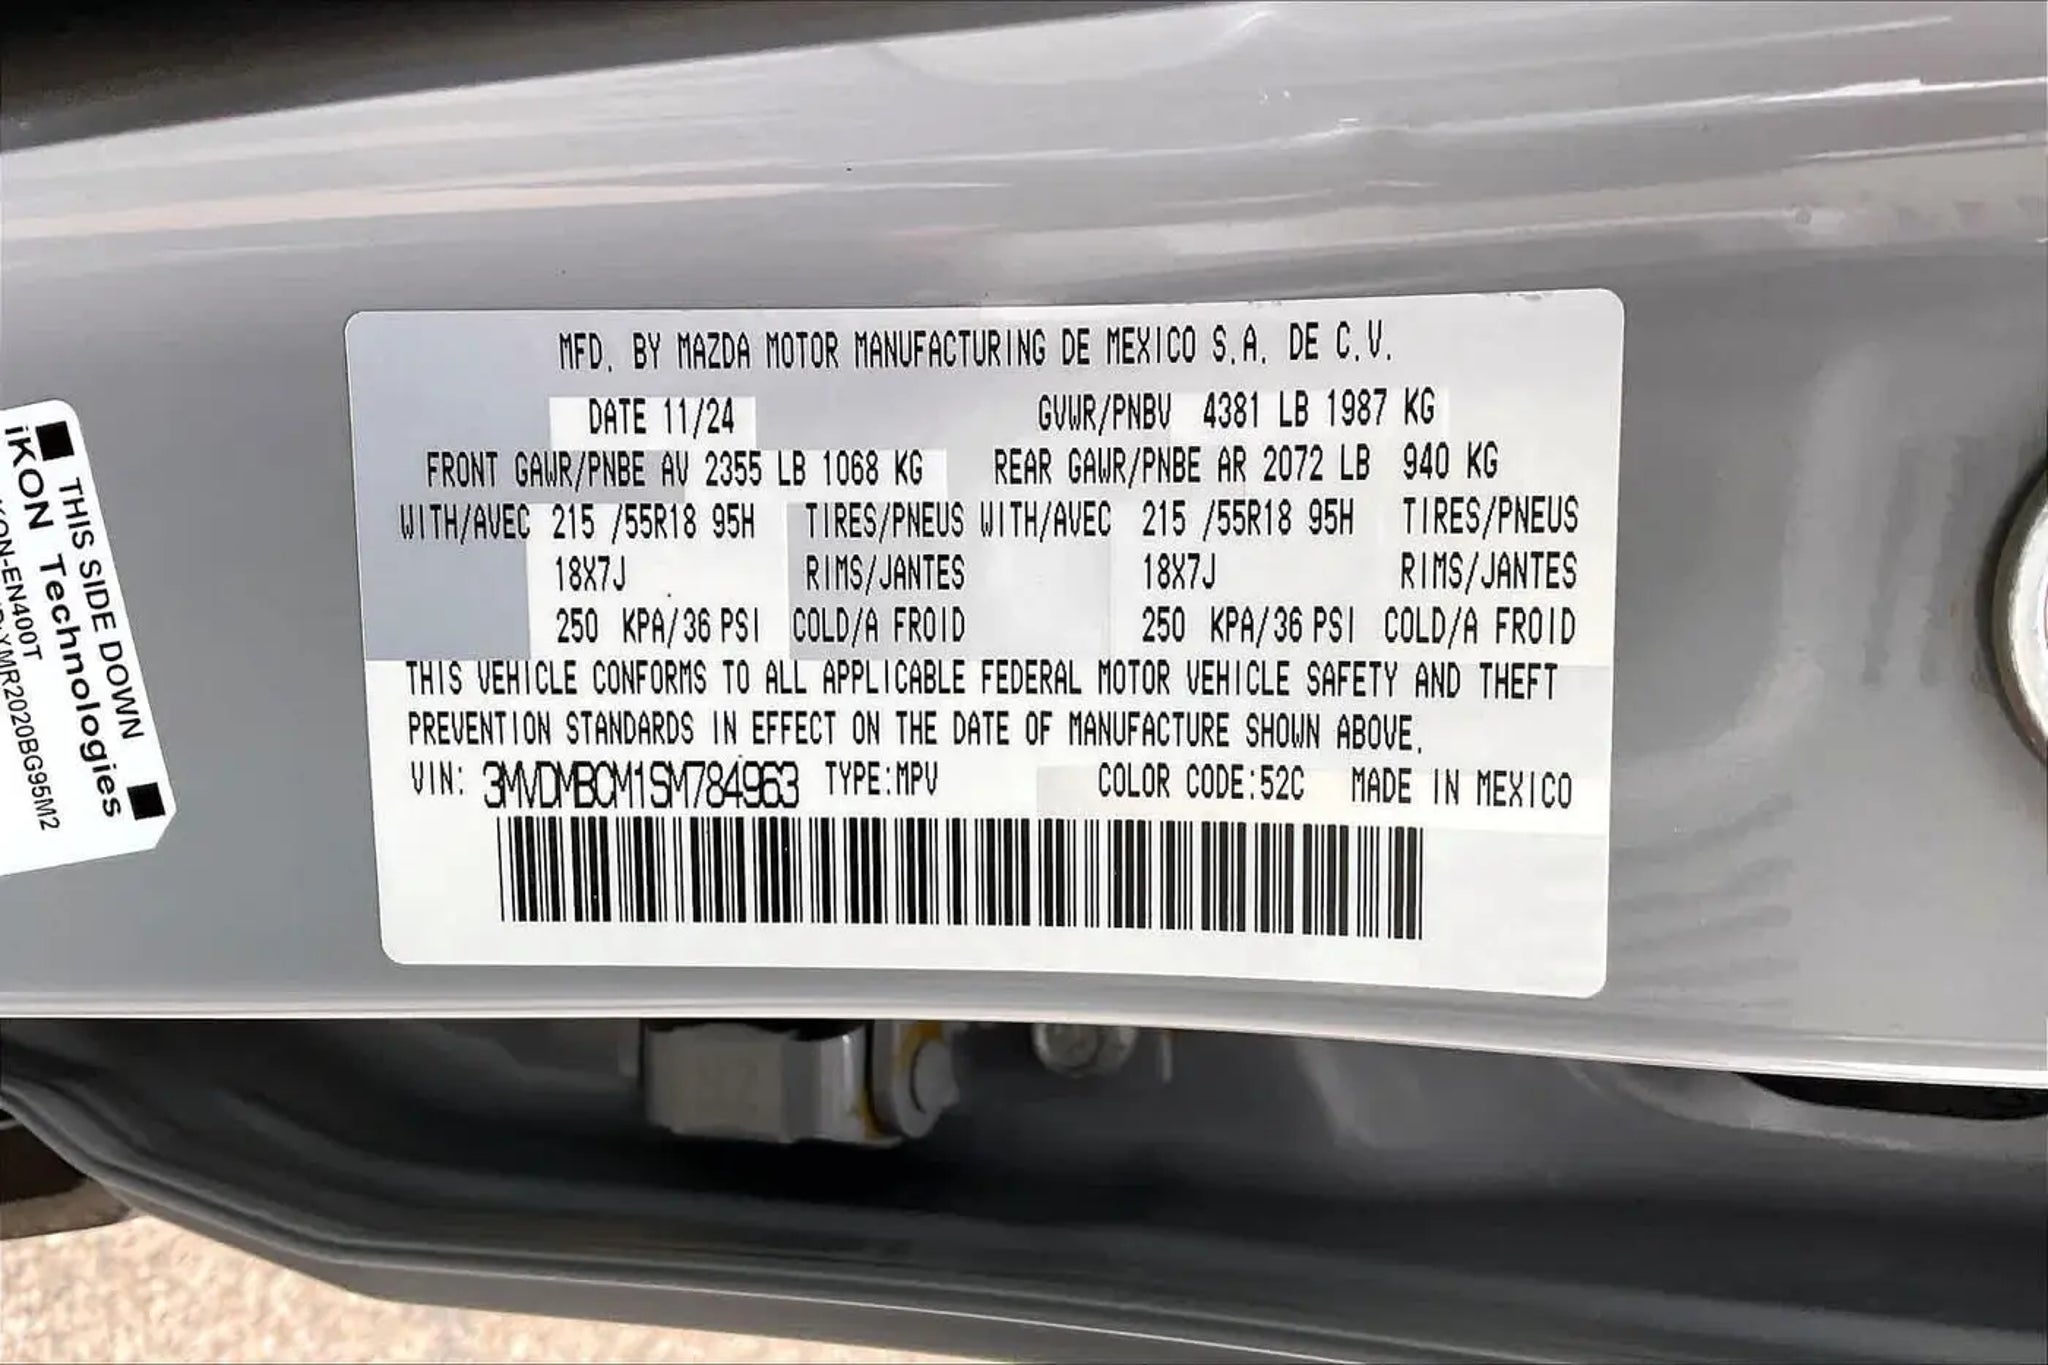 MFD. BY MAZDA MOTOR MANUFACTURING DE MEXICO S.A. DE C.V.
DATE 11/24 GVWR/PNBV 4381 LB 1987 KG
FRONT GAWR/PNBE AV 2355 LB 1068 KG REAR GAWR/PNBE AR 2072 LB 940 KG
WITH/AVEC 215 /55R18 95H TIRES/PNEUS WITH/AVEC 215 /55R18 95H TIRES/PNEUS
18X7J RIMS/JANTES 18X7J RIMS/JANTES
250 KPA/36 PSI COLD/A FROID 250 KPA/36 PSI COLD/A FROID
THIS VEHICLE CONFORMS TO ALL APPLICABLE FEDERAL MOTOR VEHICLE SAFETY AND THEFT
PREVENTION STANDARDS IN EFFECT ON THE DATE OF MANUFACTURE SHOWN ABOVE.
VIN: 3MVDMBCM1SM784963 TYPE:MPV COLOR CODE:52C MADE IN MEXICO
THIS SIDE DOWN
iKON Technologies
KON-EN400T
:XMR2020BG95M2